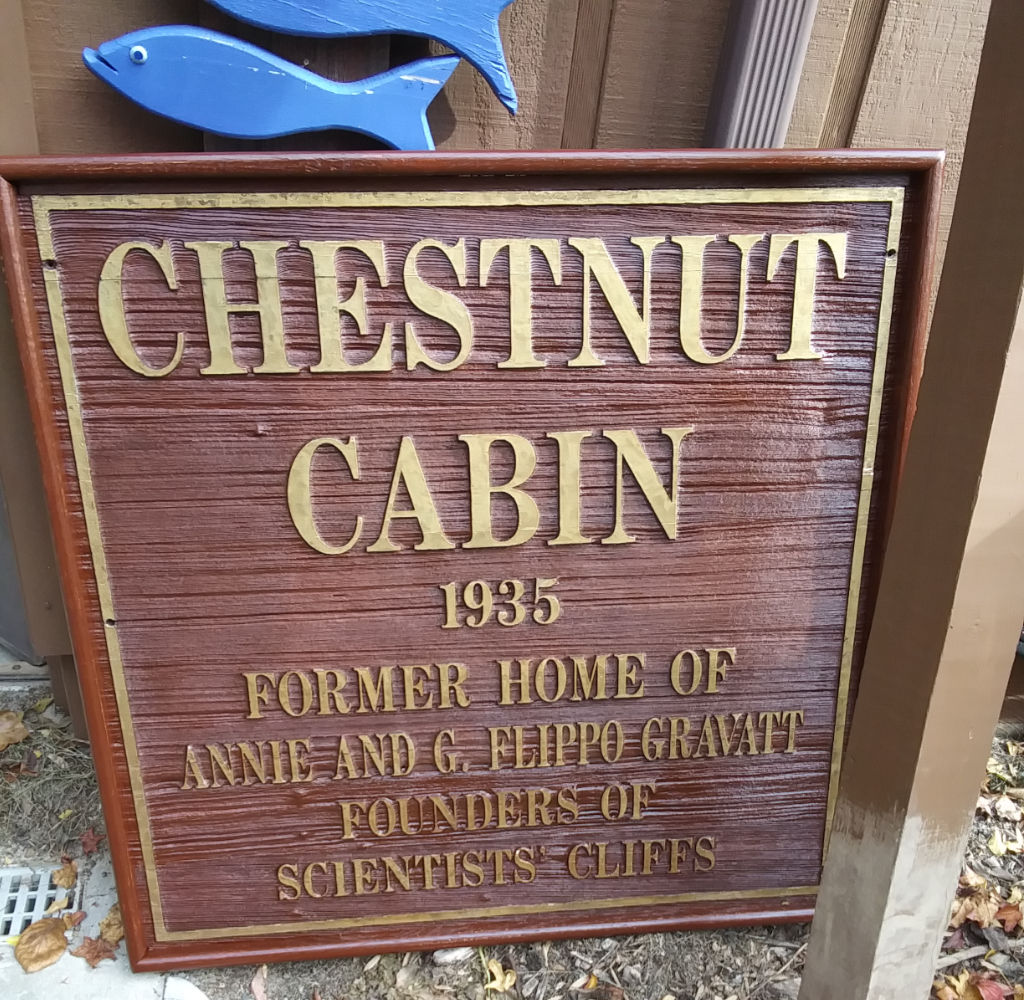 CHESTNUT
CABIN
1935
FORMER HOME OF
ANNIE AND G. FLIPPO GRAVATT
FOUNDERS OF
SCIENTISTS' CLIFFS